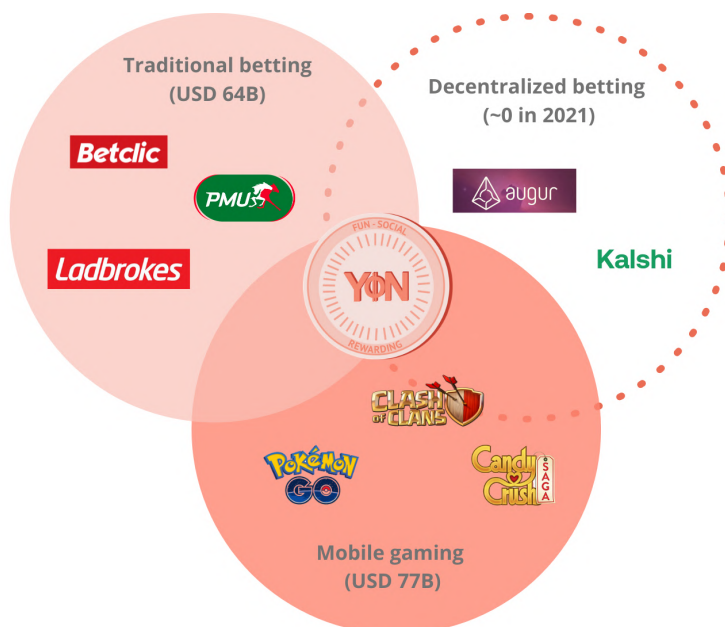 Traditional betting
(USD 64B)
Decentralized betting
(~0 in 2021)
Betclic
PMU
augur
Ladbrokes
Kalshi
FUN - SOCIAL
YΦN
REWARDING
CLASH
OF CLANS
POKéMON
GO
Candy
Crush
SAGA
Mobile gaming
(USD 77B)